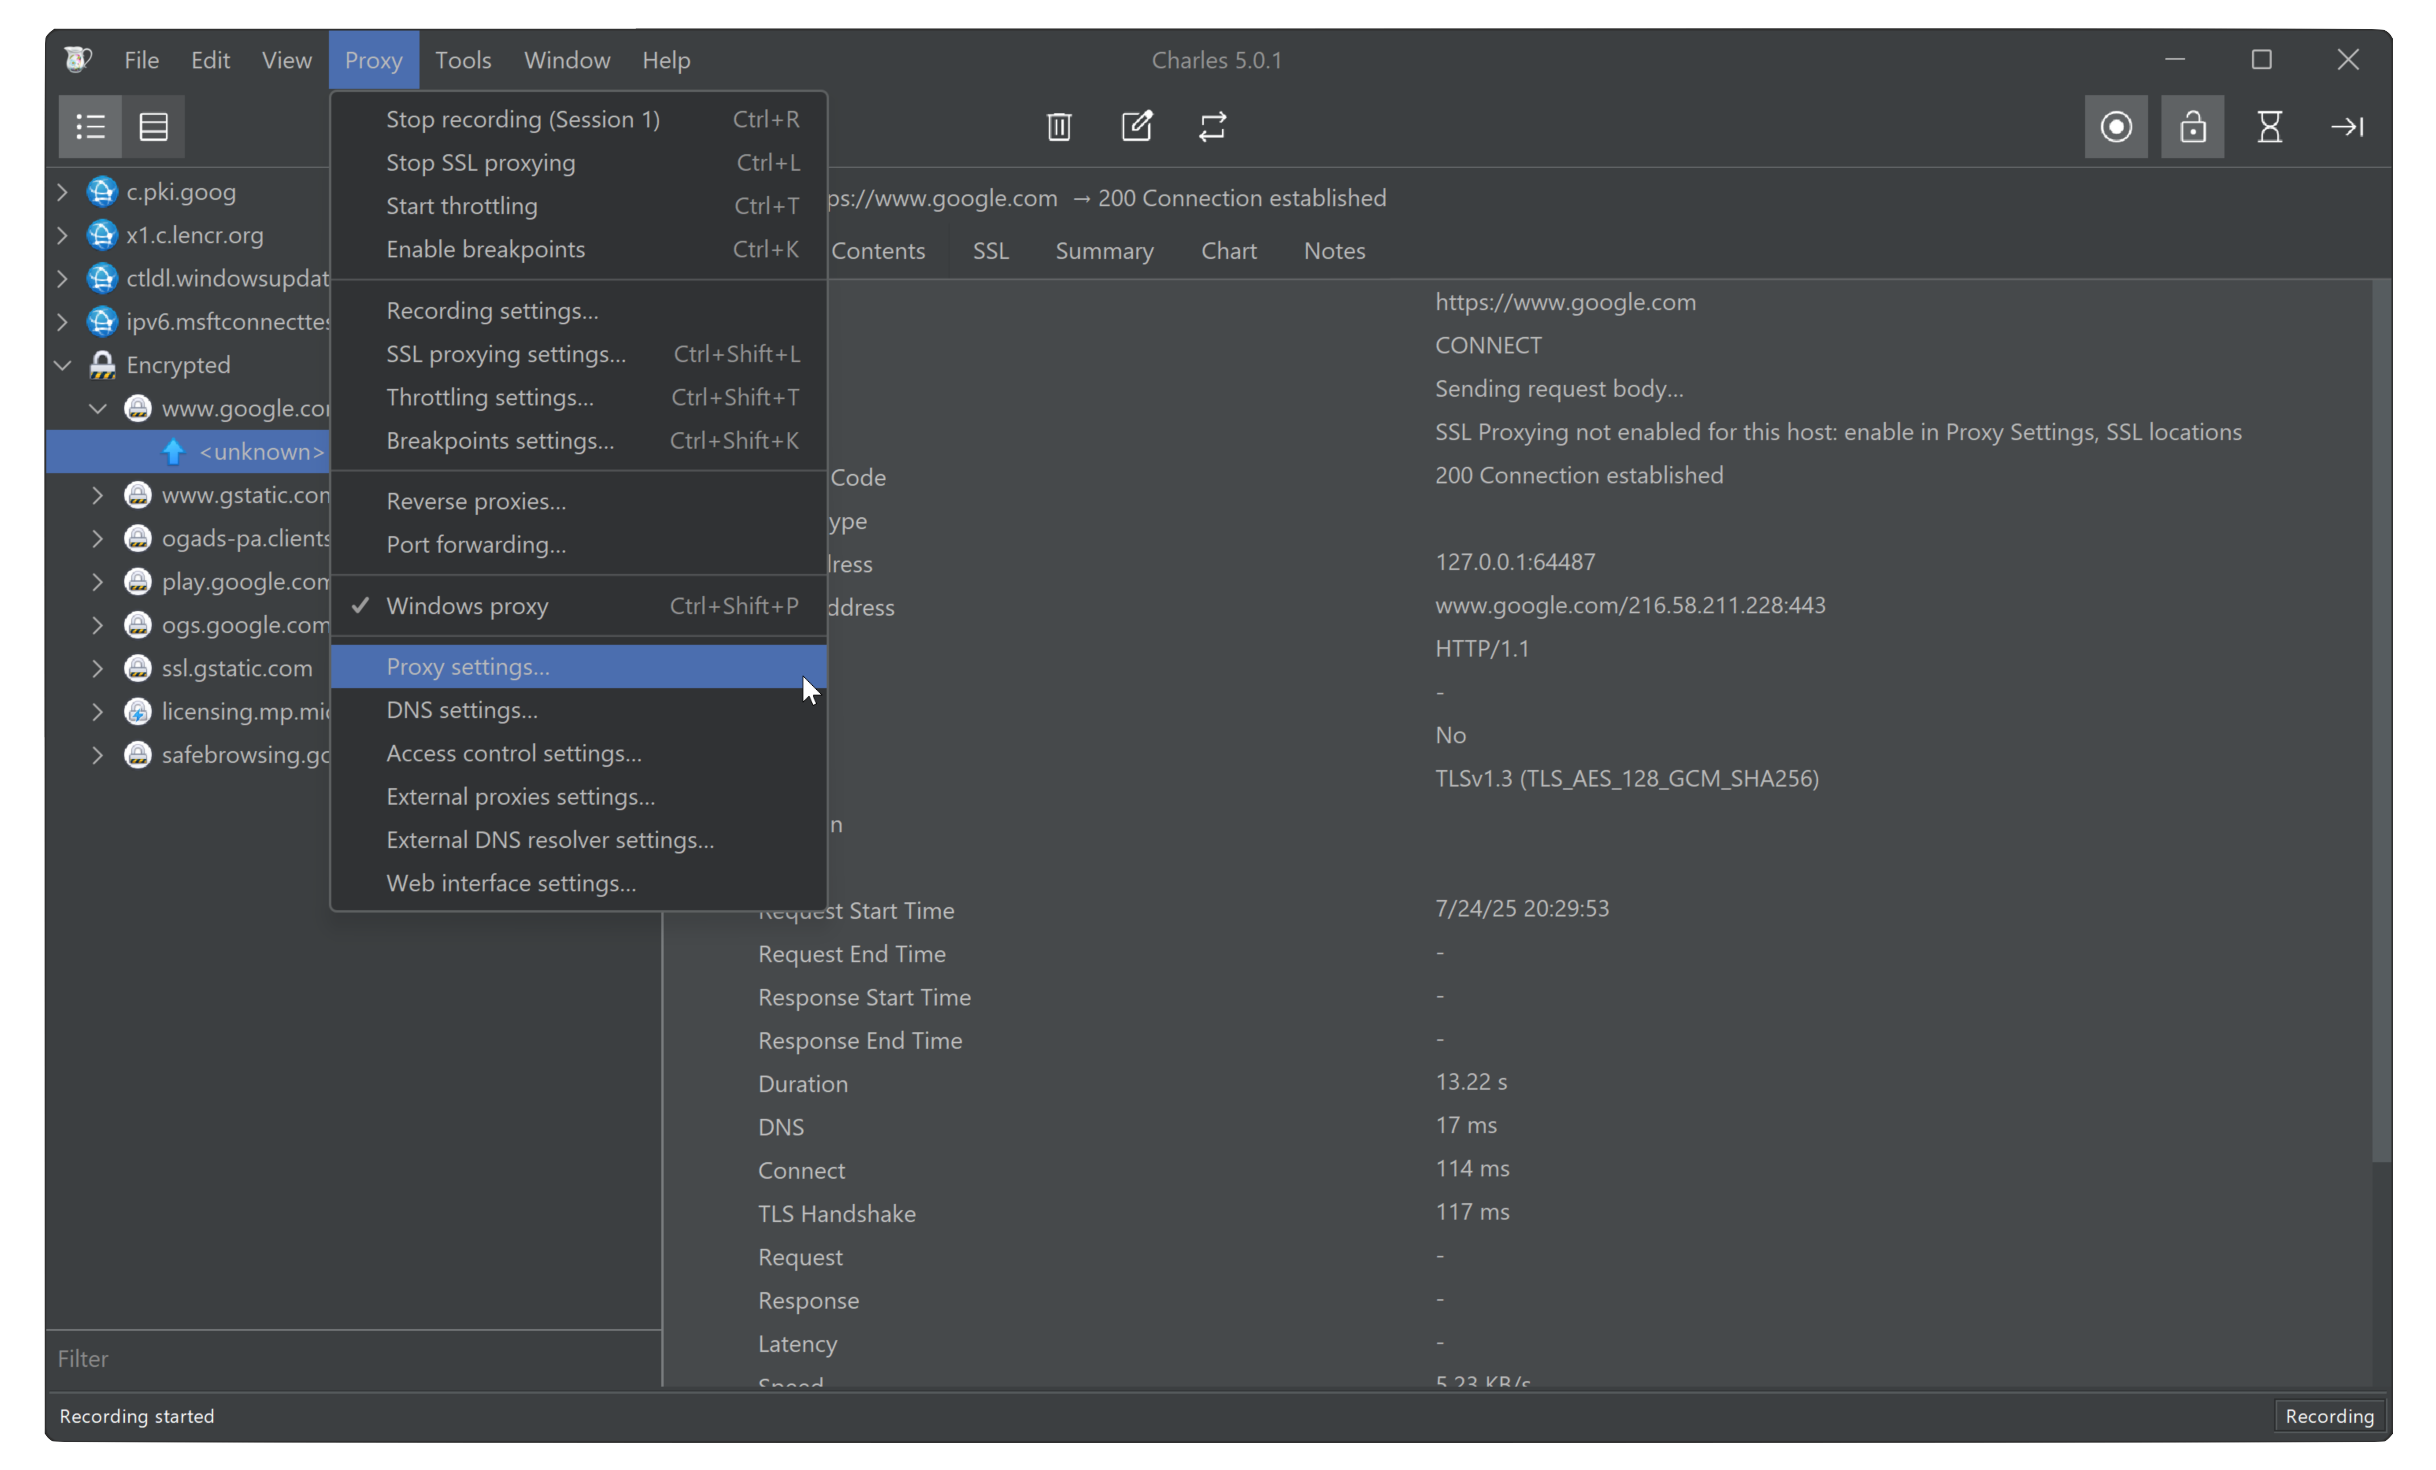 File Edit View Proxy Tools Window Help Charles 5.0.1
Stop recording (Session 1) Ctrl+R
Stop SSL proxying Ctrl+L
Start throttling Ctrl+T
Enable breakpoints Ctrl+K
Recording settings...
SSL proxying settings... Ctrl+Shift+L
Throttling settings... Ctrl+Shift+T
Breakpoints settings... Ctrl+Shift+K
Reverse proxies...
Port forwarding...
✓ Windows proxy Ctrl+Shift+P
Proxy settings...
DNS settings...
Access control settings...
External proxies settings...
External DNS resolver settings...
Web interface settings...
c.pki.goog
x1.c.lencr.org
ctldl.windowsupdat
ipv6.msftconnecttes
Encrypted
www.google.co
<unknown>
www.gstatic.con
ogads-pa.clients
play.google.com
ogs.google.com
ssl.gstatic.com
licensing.mp.mi
safebrowsing.go
Filter
ps://www.google.com → 200 Connection established
Contents SSL Summary Chart Notes
https://www.google.com
CONNECT
Sending request body...
SSL Proxying not enabled for this host: enable in Proxy Settings, SSL locations
Code 200 Connection established
ype
ress 127.0.0.1:64487
ddress www.google.com/216.58.211.228:443
HTTP/1.1
-
No
TLSv1.3 (TLS_AES_128_GCM_SHA256)
n
Request Start Time 7/24/25 20:29:53
Request End Time -
Response Start Time -
Response End Time -
Duration 13.22 s
DNS 17 ms
Connect 114 ms
TLS Handshake 117 ms
Request -
Response -
Latency -
Speed 5.23 KB/s
Recording started Recording